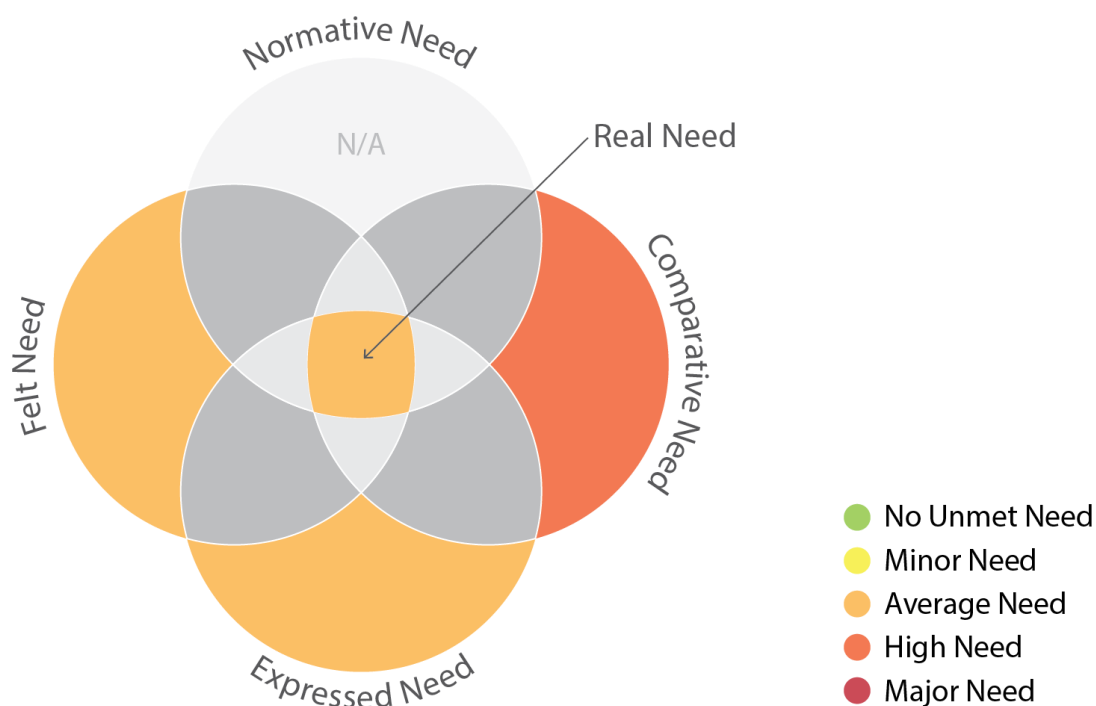 Normative Need
N/A
Real Need
Felt Need
Comparative Need
Expressed Need
No Unmet Need
Minor Need
Average Need
High Need
Major Need